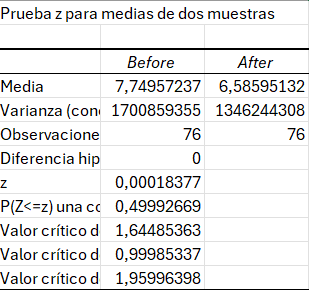 Prueba z para medias de dos muestras
Before After
Media 7,74957237 6,58595132
Varianza (con 1700859355 1346244308
Observacione 76 76
Diferencia hip 0
z 0,00018377
P(Z<=z) una co 0,49992669
Valor crítico d 1,64485363
Valor crítico d 0,99985337
Valor crítico d 1,95996398